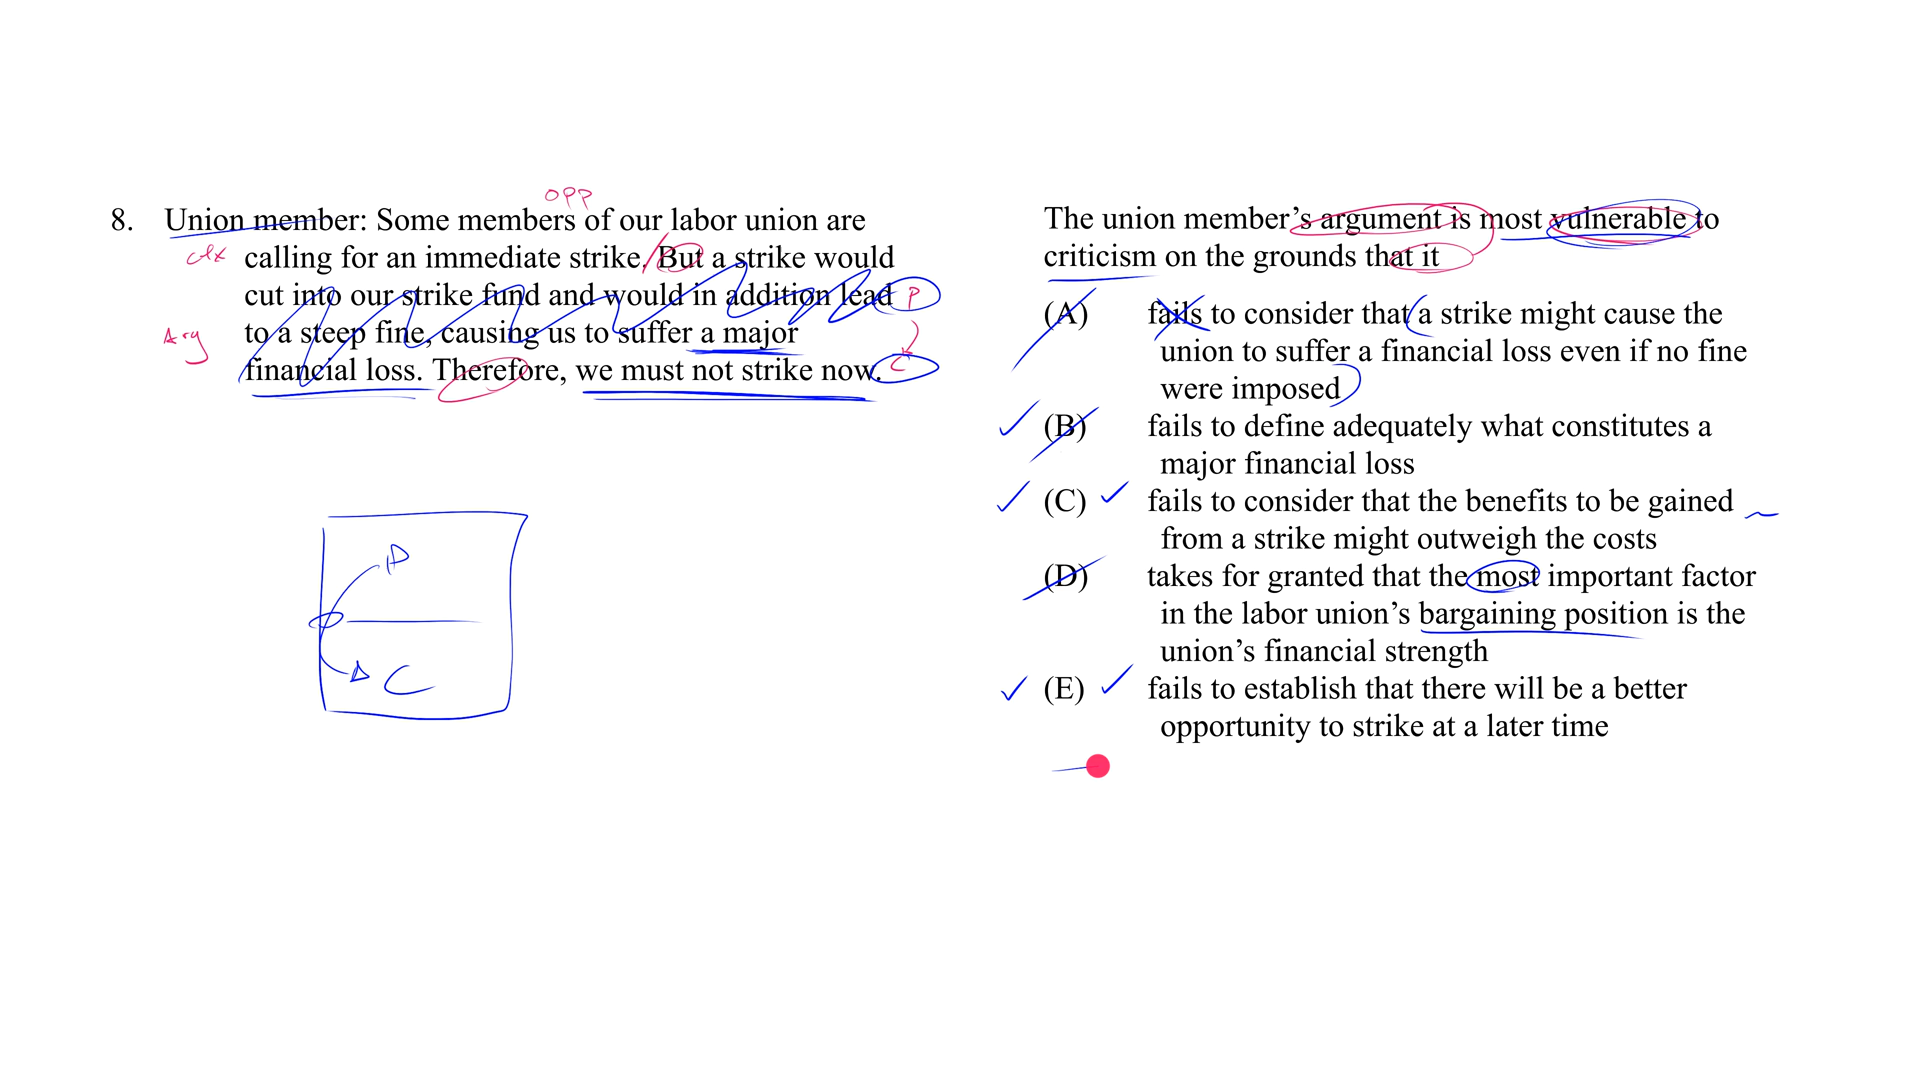 OPP
8. Union member: Some members of our labor union are
ctx calling for an immediate strike. But a strike would
cut into our strike fund and would in addition lead P
Arg to a steep fine, causing us to suffer a major
financial loss. Therefore, we must not strike now. C
P
C
The union member's argument is most vulnerable to
criticism on the grounds that it
(A) fails to consider that a strike might cause the
union to suffer a financial loss even if no fine
were imposed
(B) fails to define adequately what constitutes a
major financial loss
(C) fails to consider that the benefits to be gained
from a strike might outweigh the costs
(D) takes for granted that the most important factor
in the labor union's bargaining position is the
union's financial strength
(E) fails to establish that there will be a better
opportunity to strike at a later time